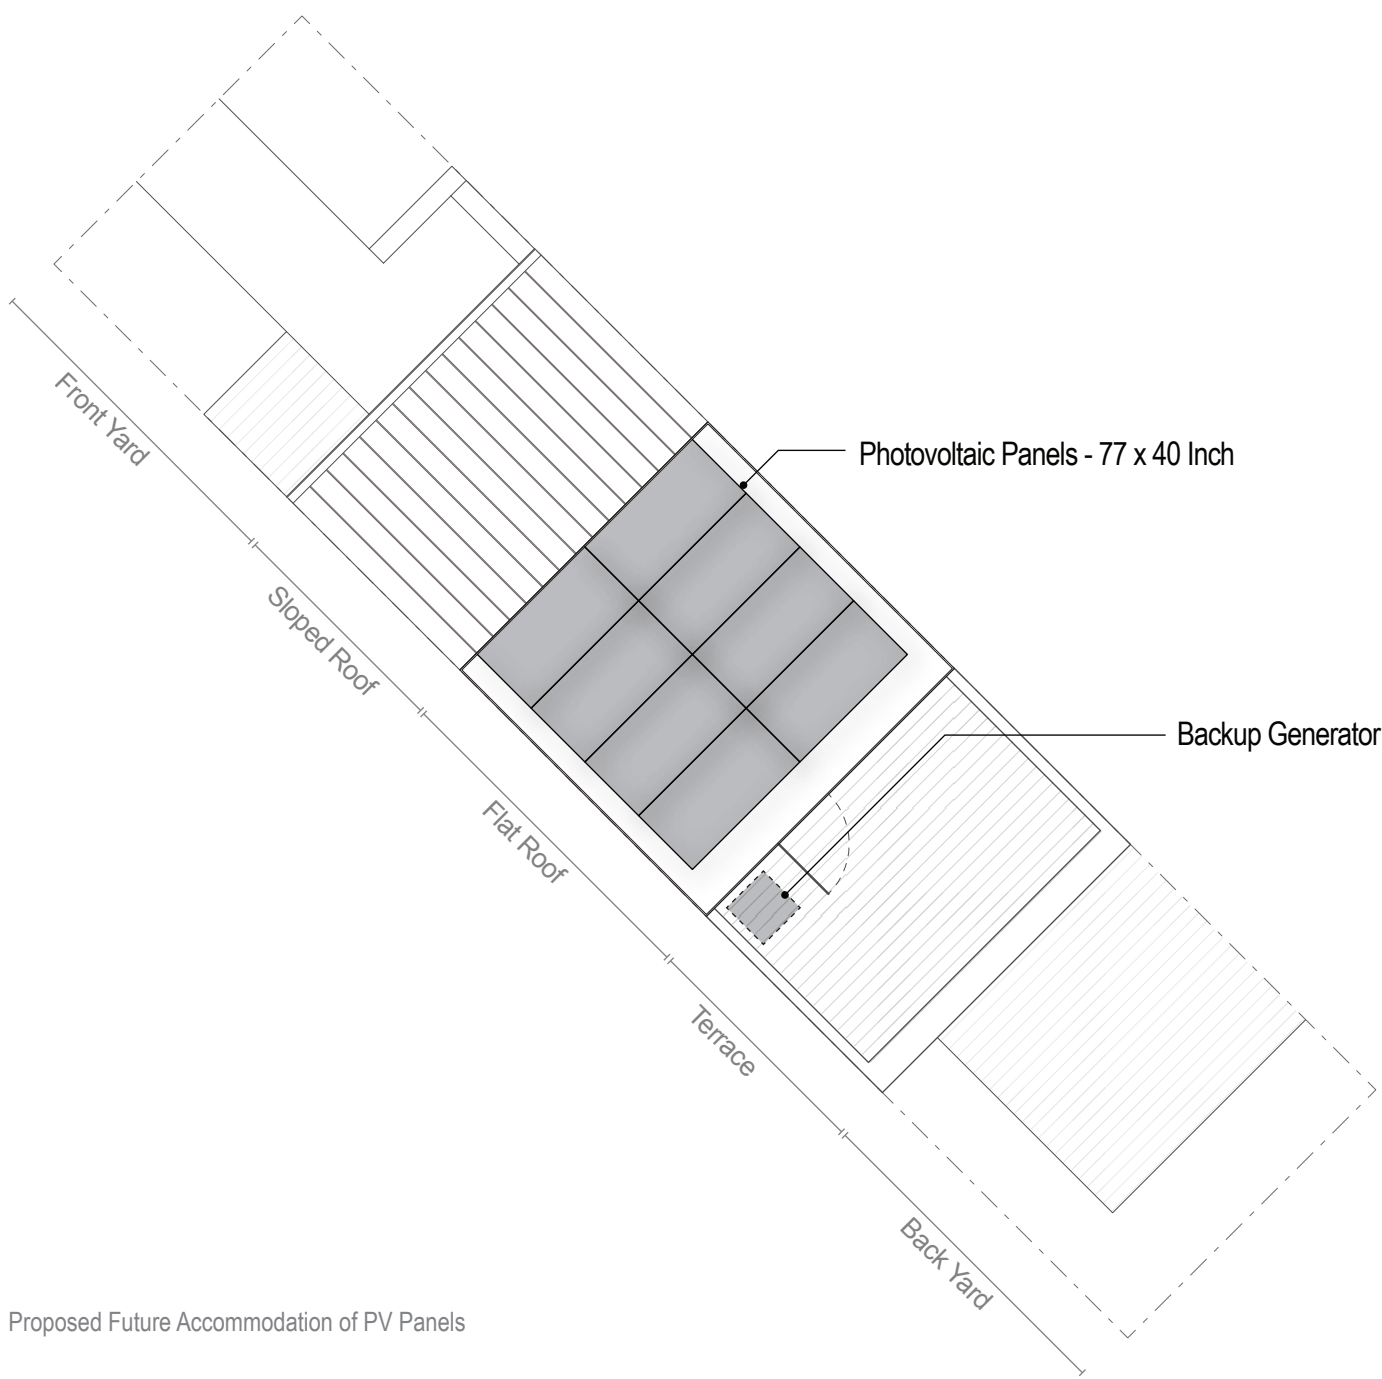 Front Yard
Photovoltaic Panels - 77 x 40 Inch
Sloped Roof
Backup Generator
Flat Roof
Terrace
Back Yard
Proposed Future Accommodation of PV Panels